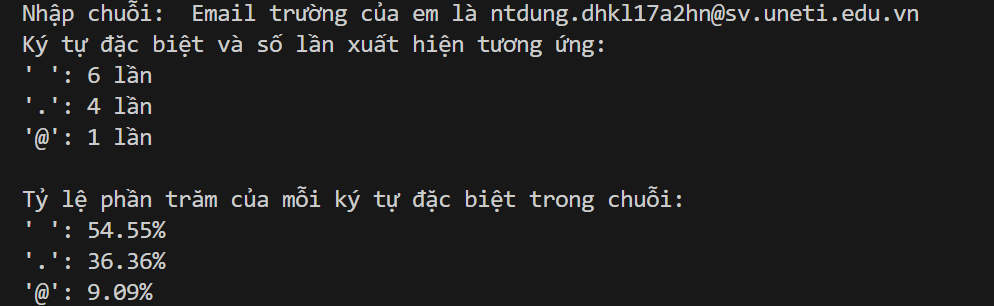 Nhập chuỗi:  Email trường của em là ntdung.dhkl17a2hn@sv.uneti.edu.vn
Ký tự đặc biệt và số lần xuất hiện tương ứng:
' ': 6 lần
'.': 4 lần
'@': 1 lần
Tỷ lệ phần trăm của mỗi ký tự đặc biệt trong chuỗi:
' ': 54.55%
'.': 36.36%
'@': 9.09%